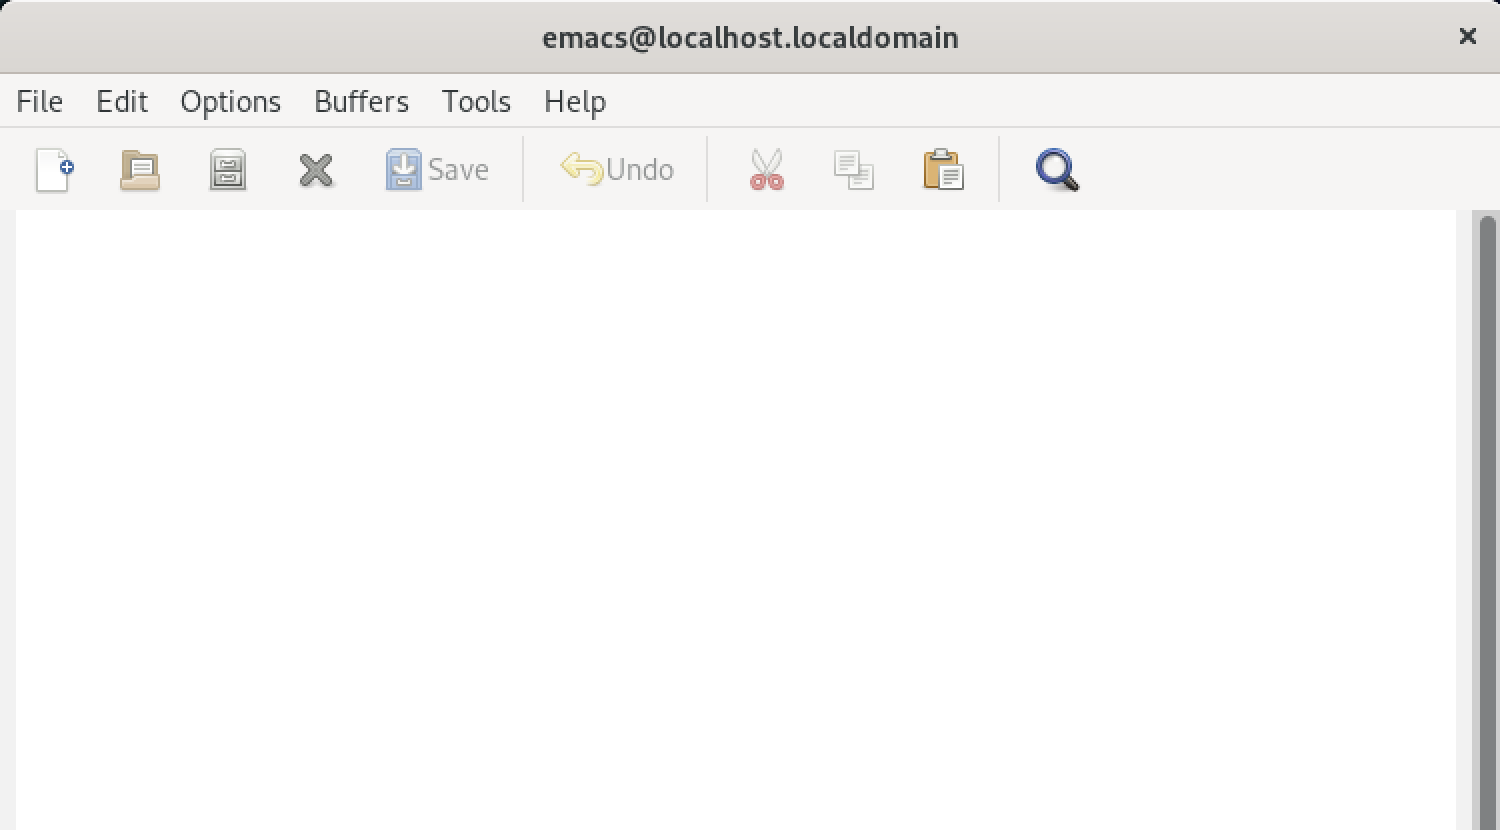 emacs@localhost.localdomain
File Edit Options Buffers Tools Help
Save Undo